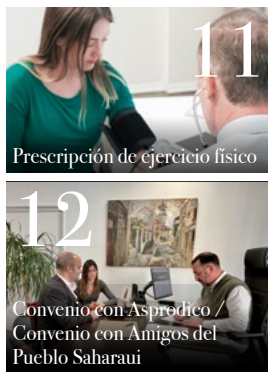 11
Prescripción de ejercicio físico
12
Convenio con Asprodico /
Convenio con Amigos del
Pueblo Saharaui